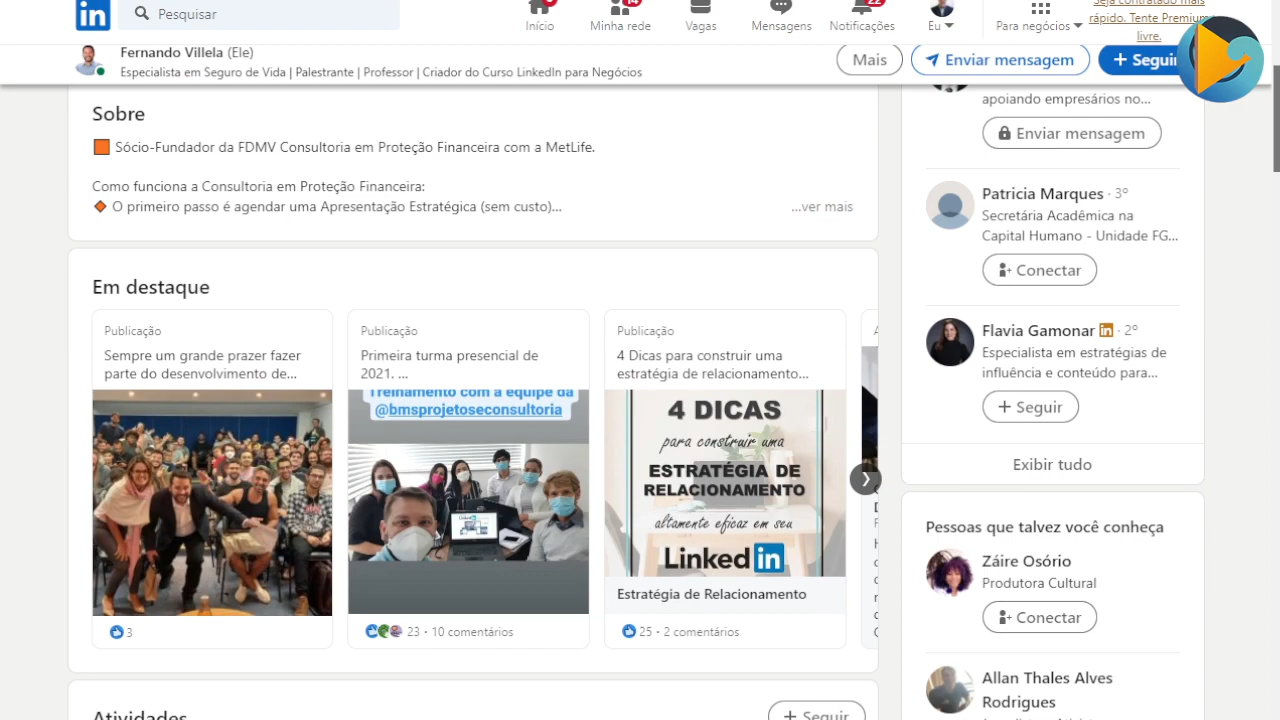 in
Pesquisar
14
22
Início
Minha rede
Vagas
Mensagens
Notificações
Eu
Para negócios
Seja contratado mais
rápido. Tente Premium
livre.
Fernando Villela (Ele)
Especialista em Seguro de Vida | Palestrante | Professor | Criador do Curso LinkedIn para Negócios
Mais
Enviar mensagem
+ Seguir
Sobre
Sócio-Fundador da FDMV Consultoria em Proteção Financeira com a MetLife.
Como funciona a Consultoria em Proteção Financeira:
O primeiro passo é agendar uma Apresentação Estratégica (sem custo)...
...ver mais
Em destaque
Publicação
Sempre um grande prazer fazer
parte do desenvolvimento de...
3
Publicação
Primeira turma presencial de
2021. ...
Treinamento com a equipe da
@bmsprojetoseconsultoria
LinkedIn
23 · 10 comentários
Publicação
4 Dicas para construir uma
estratégia de relacionamento...
4 DICAS
para construir uma
ESTRATÉGIA DE
RELACIONAMENTO
altamente eficaz em seu
Linked in
Estratégia de Relacionamento
25 · 2 comentários
Atividades
+ Seguir
apoiando empresários no...
Enviar mensagem
Patricia Marques · 3º
Secretária Acadêmica na
Capital Humano - Unidade FG...
Conectar
Flavia Gamonar in · 2º
Especialista em estratégias de
influência e conteúdo para...
+ Seguir
Exibir tudo
Pessoas que talvez você conheça
Záire Osório
Produtora Cultural
Conectar
Allan Thales Alves
Rodrigues